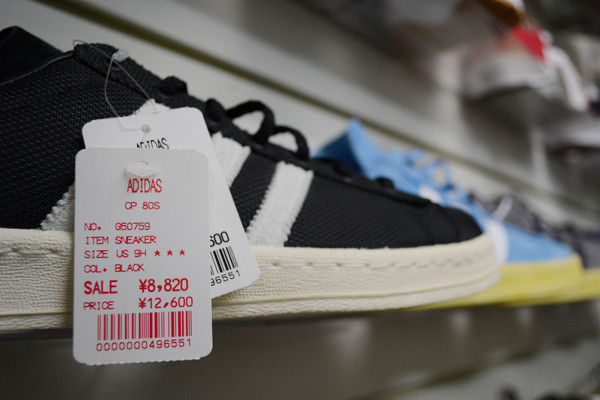 ADIDAS
ADIDAS
CP 80S
NO. G50759
ITEM SNEAKER
SIZE US 9H ***
COL. BLACK
SALE ¥8,820
PRICE ¥12,600
0000000496551
600
96551